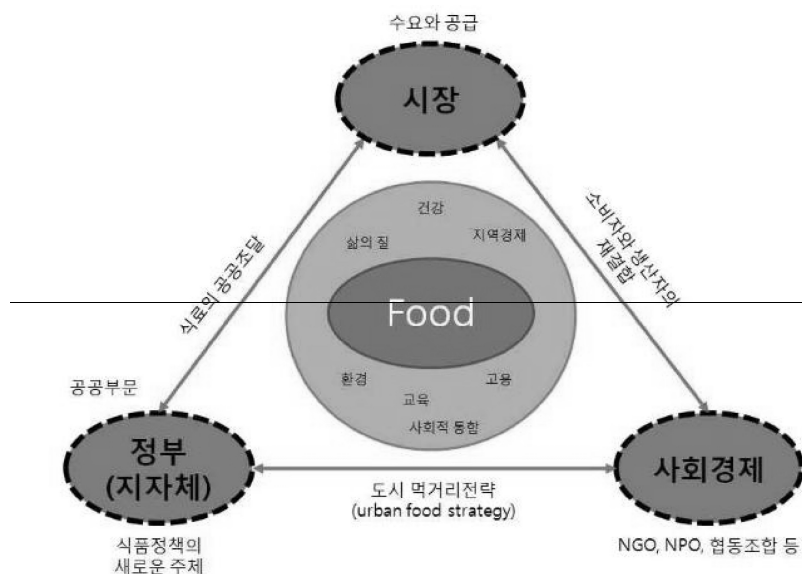 수요와 공급
시장
건강
삶의 질
지역경제
식료의 공공조달
소비자와 생산자의
재결합
Food
환경
고용
교육
사회적 통합
공공부문
정부
(지자체)
식품정책의
새로운 주체
도시 먹거리전략
(urban food strategy)
사회경제
NGO, NPO, 협동조합 등